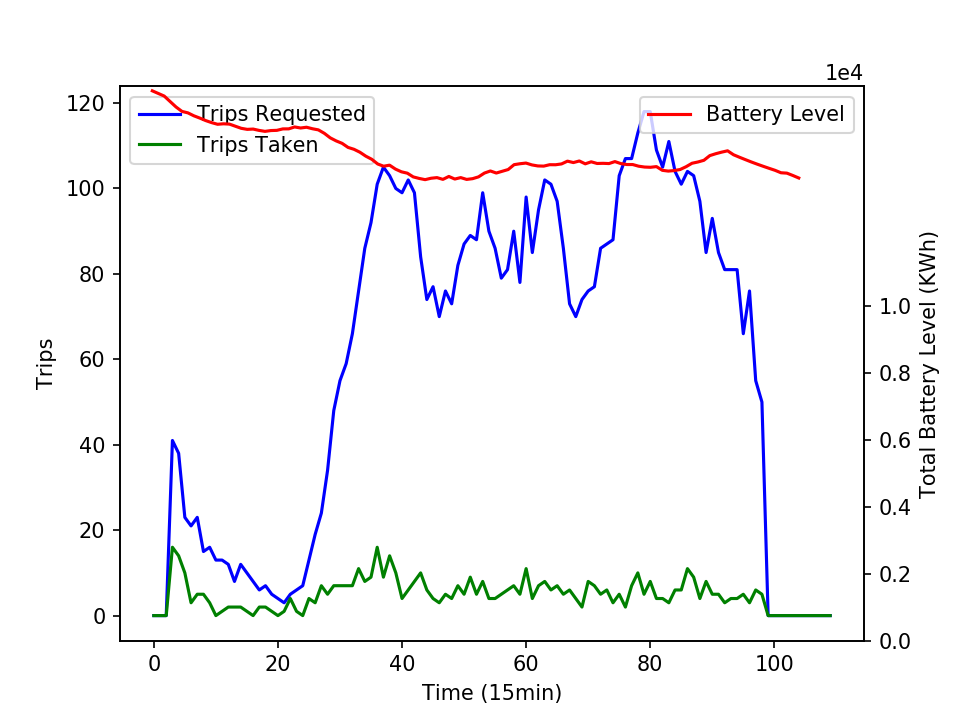 1e4
120
Trips Requested
Trips Taken
Battery Level
100
80
60
40
20
0
Trips
1.0
0.8
0.6
0.4
0.2
0.0
Total Battery Level (KWh)
0
20
40
60
80
100
Time (15min)